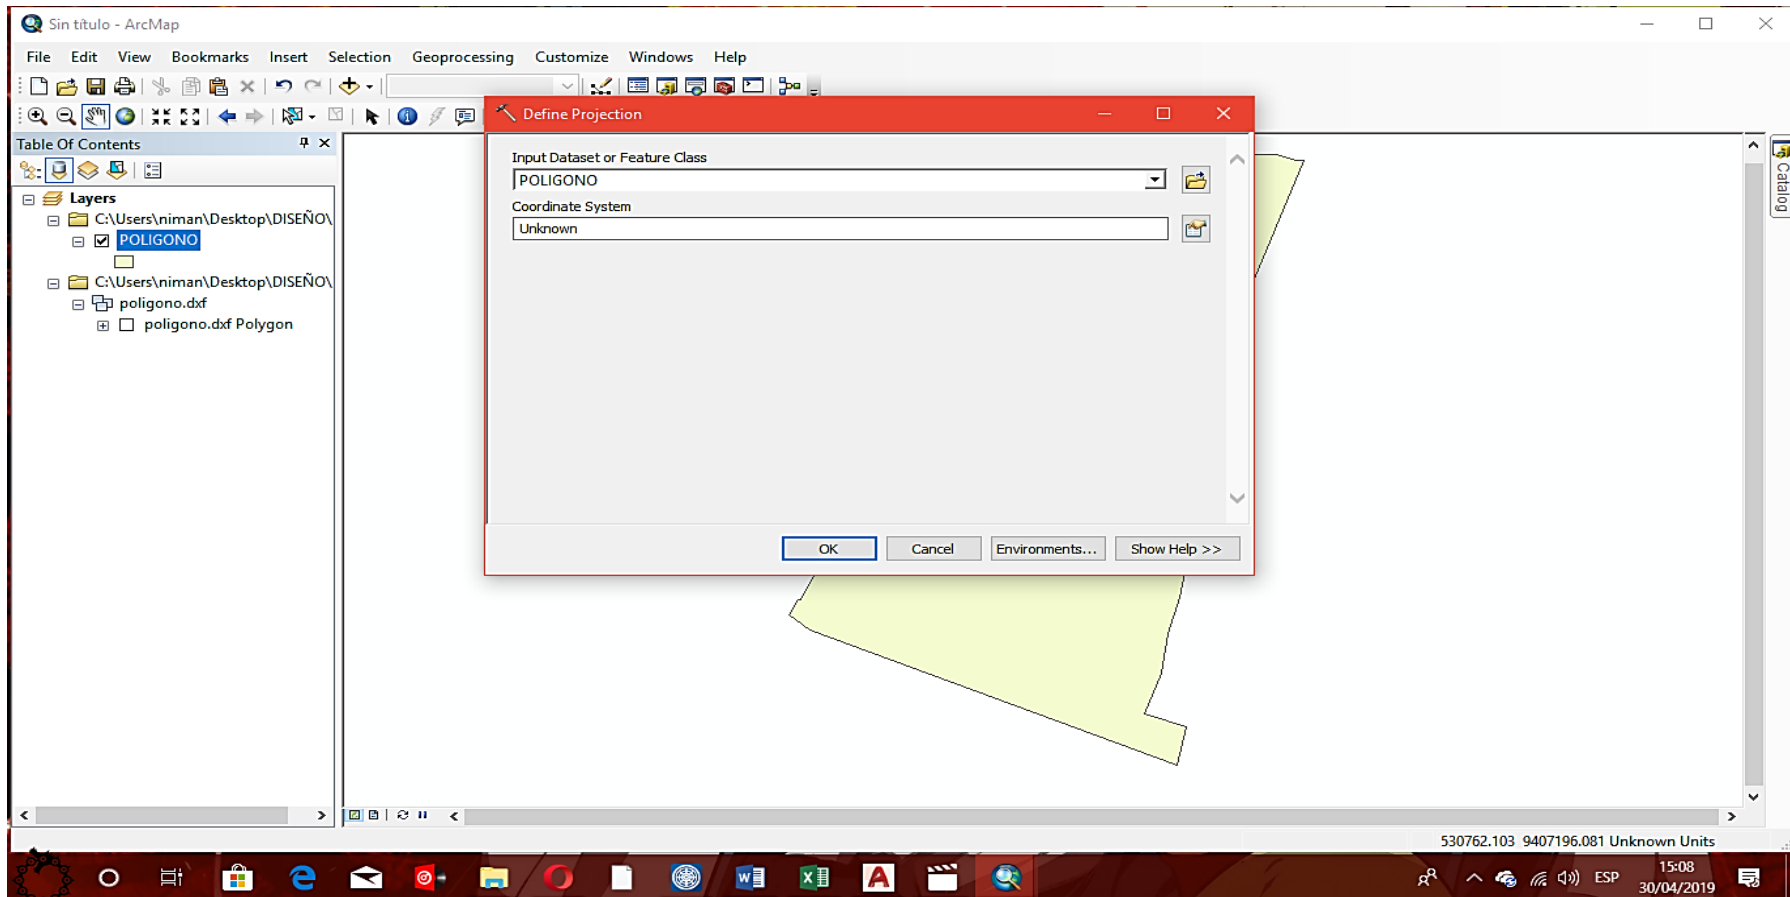 Sin título - ArcMap
File Edit View Bookmarks Insert Selection Geoprocessing Customize Windows Help
Define Projection
Table Of Contents
Input Dataset or Feature Class
POLIGONO
Coordinate System
Unknown
Layers
C:\Users\niman\Desktop\DISEÑO\
POLIGONO
C:\Users\niman\Desktop\DISEÑO\
poligono.dxf
poligono.dxf Polygon
Catalog
OK Cancel Environments... Show Help >>
530762.103 9407196.081 Unknown Units
ESP
15:08
30/04/2019